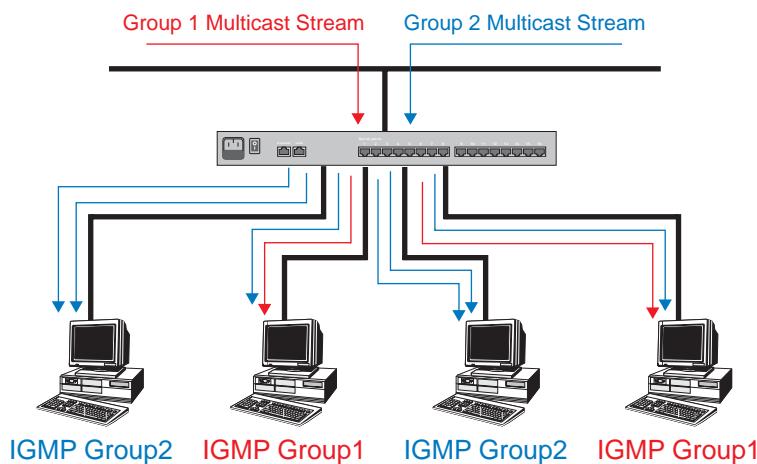 Group 1 Multicast Stream
Group 2 Multicast Stream
IGMP Group2
IGMP Group1
IGMP Group2
IGMP Group1